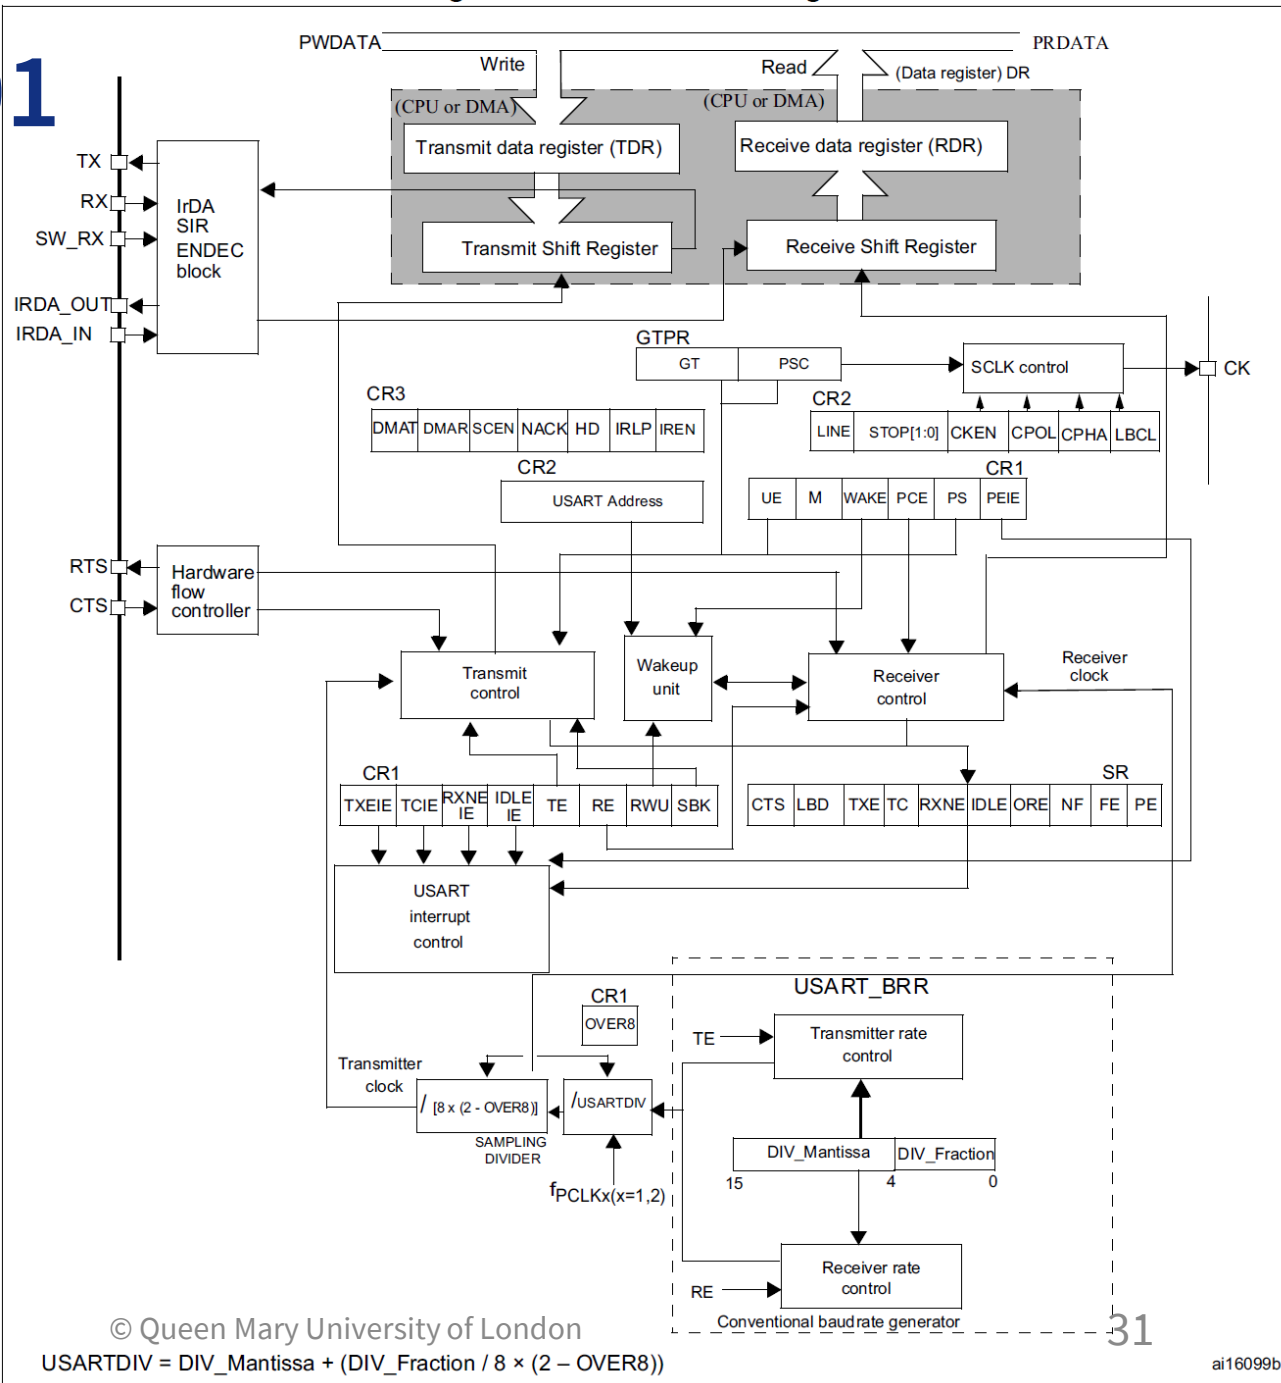 01
PWDATA
PRDATA
Write
Read
(Data register) DR
(CPU or DMA)
(CPU or DMA)
Transmit data register (TDR)
Receive data register (RDR)
TX
RX
SW_RX
IRDA_OUT
IRDA_IN
IrDA
SIR
ENDEC
block
Transmit Shift Register
Receive Shift Register
GTPR
GT
PSC
SCLK control
CK
CR3
DMAT
DMAR
SCEN
NACK
HD
IRLP
IREN
CR2
LINE
STOP[1:0]
CKEN
CPOL
CPHA
LBCL
CR2
USART Address
CR1
UE
M
WAKE
PCE
PS
PEIE
RTS
CTS
Hardware
flow
controller
Transmit
control
Wakeup
unit
Receiver
control
Receiver
clock
CR1
TXEIE
TCIE
RXNE
IE
IDLE
IE
TE
RE
RWU
SBK
SR
CTS
LBD
TXE
TC
RXNE
IDLE
ORE
NF
FE
PE
USART
interrupt
control
USART_BRR
CR1
OVER8
TE
Transmitter rate
control
Transmitter
clock
/ [8 x (2 - OVER8)]
/USARTDIV
SAMPLING
DIVIDER
fPCLKx(x=1,2)
DIV_Mantissa
DIV_Fraction
15
4
0
RE
Receiver rate
control
Conventional baudrate generator
© Queen Mary University of London
31
USARTDIV = DIV_Mantissa + (DIV_Fraction / 8 × (2 – OVER8))
ai16099b